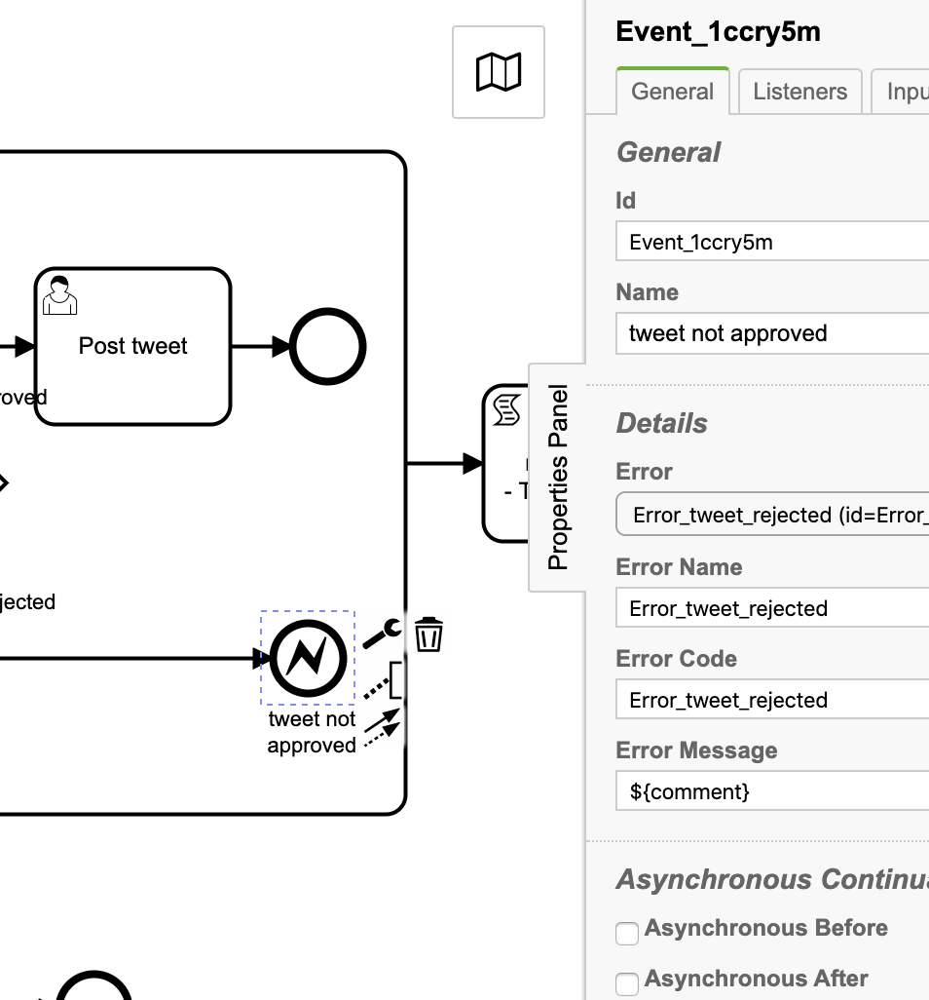 Event_1ccry5m
General
Listeners
Inpu
General
Id
Event_1ccry5m
Name
tweet not approved
Details
Error
Error_tweet_rejected (id=Error_
Error Name
Error_tweet_rejected
Error Code
Error_tweet_rejected
Error Message
${comment}
Asynchronous Continua
Asynchronous Before
Asynchronous After
Properties Panel
Post tweet
roved
- T
jected
tweet not
approved